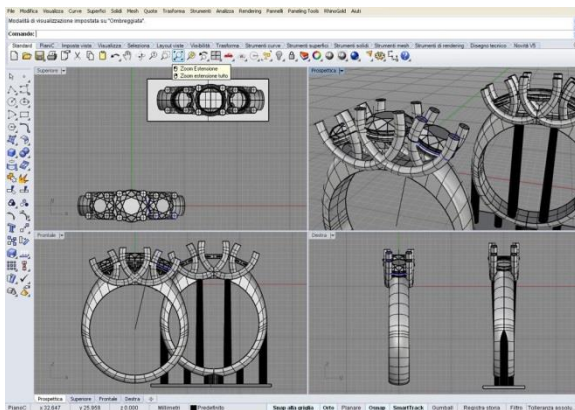 File Modifica Visualizza Curve Superfici Solidi Mesh Quote Trasforma Strumenti Analizza Rendering Pannelli Paneling Tools RhinoGold Aiuti
Modalità di visualizzazione impostata su "Ombreggiata".
Comando:
Standard PianiC Imposta vista Visualizza Selezione Layout viste Visibilità Trasforma Strumenti curve Strumenti superfici Strumenti solidi Strumenti mesh Strumenti di rendering Disegno tecnico Novità V5
Zoom Estensione
Zoom estensione tutto
Superiore
Prospettica
Frontale
Destra
Prospettica Superiore Frontale Destra
PianoC x 32.647 y 25.959 z 0.000 Millimetri Predefinito Snap alla griglia Orto Planare Osnap SmartTrack Gumball Registra storia Filtro